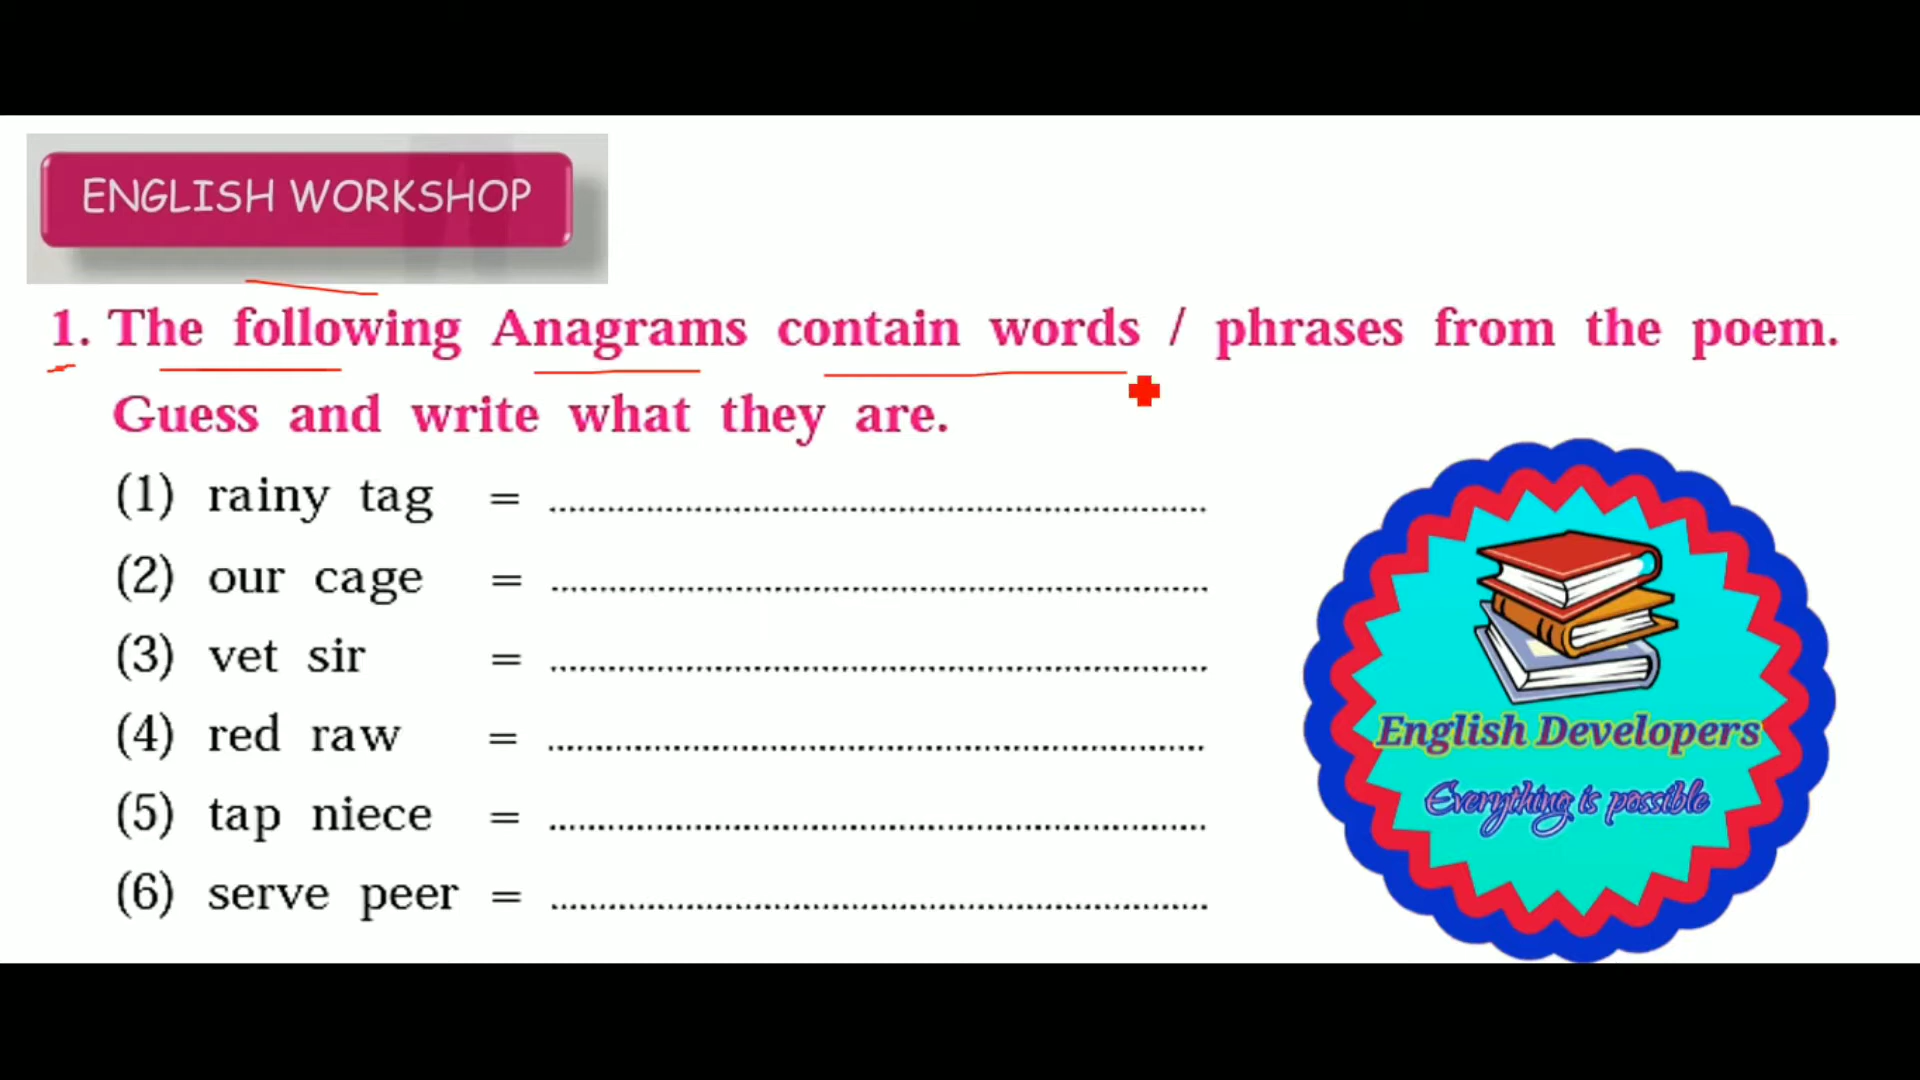 ENGLISH WORKSHOP
1. The following Anagrams contain words / phrases from the poem.
Guess and write what they are.
(1) rainy tag = ........................................
(2) our cage = ........................................
(3) vet sir = ........................................
(4) red raw = ........................................
(5) tap niece = ........................................
(6) serve peer = ........................................
English Developers
Everything is possible